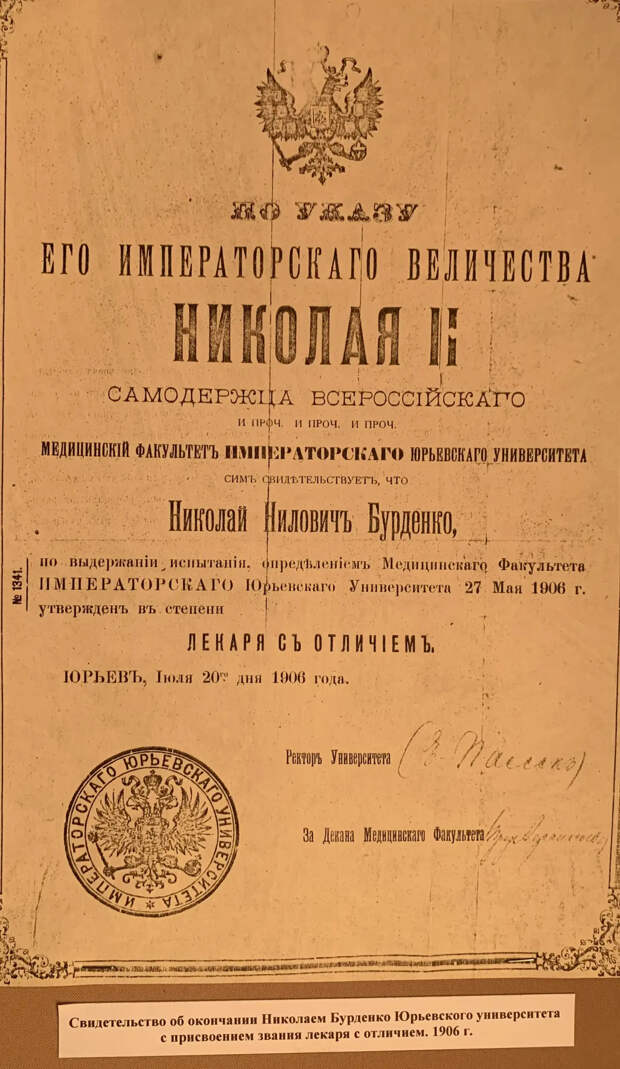 ПО УКАЗУ
ЕГО ИМПЕРАТОРСКАГО ВЕЛИЧЕСТВА
НИКОЛАЯ II
САМОДЕРЖЦА ВСЕРОССІЙСКАГО
И ПРОЧ. И ПРОЧ. И ПРОЧ.
МЕДИЦИНСКІЙ ФАКУЛЬТЕТЪ ИМПЕРАТОРСКАГО ЮРЬЕВСКАГО УНИВЕРСИТЕТА
СИМЪ СВИДѢТЕЛЬСТВУЕТЪ, ЧТО
Николай Ниловичъ Бурденко,
по выдержаніи испытанія, опредѣленіемъ Медицинскаго Факультета
ИМПЕРАТОРСКАГО Юрьевскаго Университета 27 Мая 1906 г.
утвержденъ въ степени
ЛЕКАРЯ СЪ ОТЛИЧІЕМЪ.
ЮРЬЕВЪ, Іюля 20го дня 1906 года.
№ 1341.
Ректоръ Университета (Е. Пассекъ)
За Декана Медицинскаго Факультета
ИМПЕРАТОРСКАГО ЮРЬЕВСКАГО УНИВЕРСИТЕТА
Свидетельство об окончании Николаем Бурденко Юрьевского университета
с присвоением звания лекаря с отличием. 1906 г.